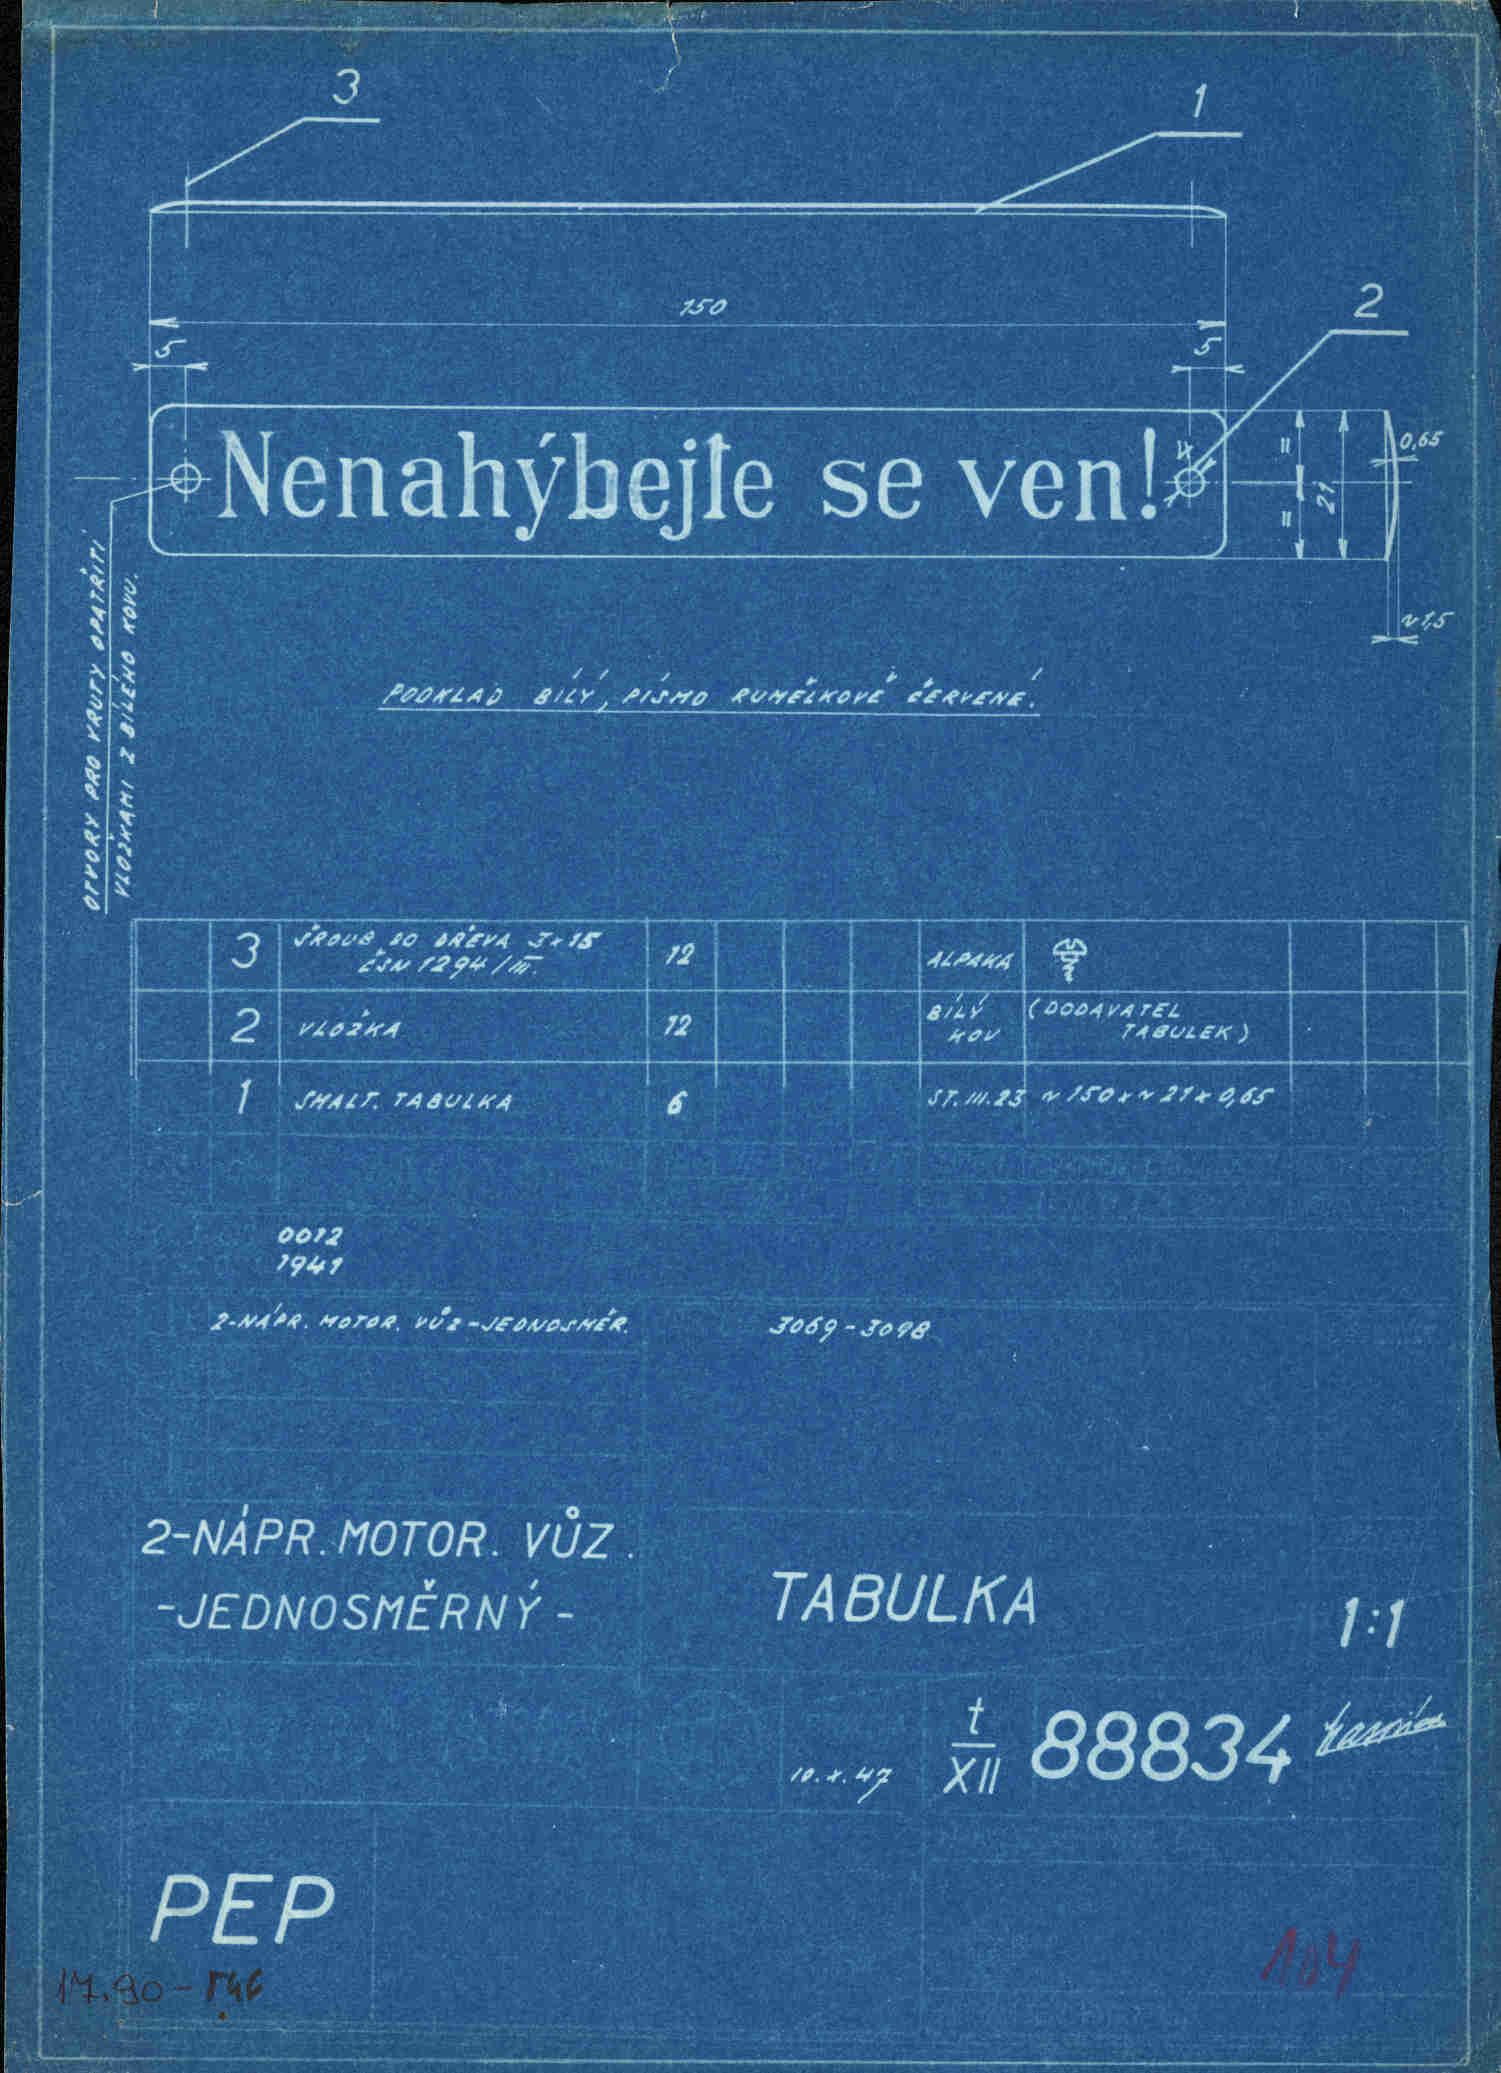 3
1
150
2
5
5
Nenahýbejte se ven!
4
=
=
21
0,65
~1,5
OTVORY PRO VRUTY OPATŘITI
VLOŽKAMI Z BÍLÉHO KOVU.
PODKLAD BÍLÝ, PÍSMO RUMĚLKOVĚ ČERVENÉ!
3 ŠROUB DO DŘEVA 3×15 12 ALPAKA
ČSN 1294/III.
2 VLOŽKA 12 BÍLÝ KOV (DODAVATEL TABULEK)
1 SMALT. TABULKA 6 ST.III.23 ~150×~21×0,65
0012
1941
2-NÁPR. MOTOR. VŮZ-JEDNOSMĚR. 3069-3098
2-NÁPR. MOTOR. VŮZ.
-JEDNOSMĚRNÝ-
TABULKA
1:1
10.X.47
t
XII
88834
PEP
17.90-
104